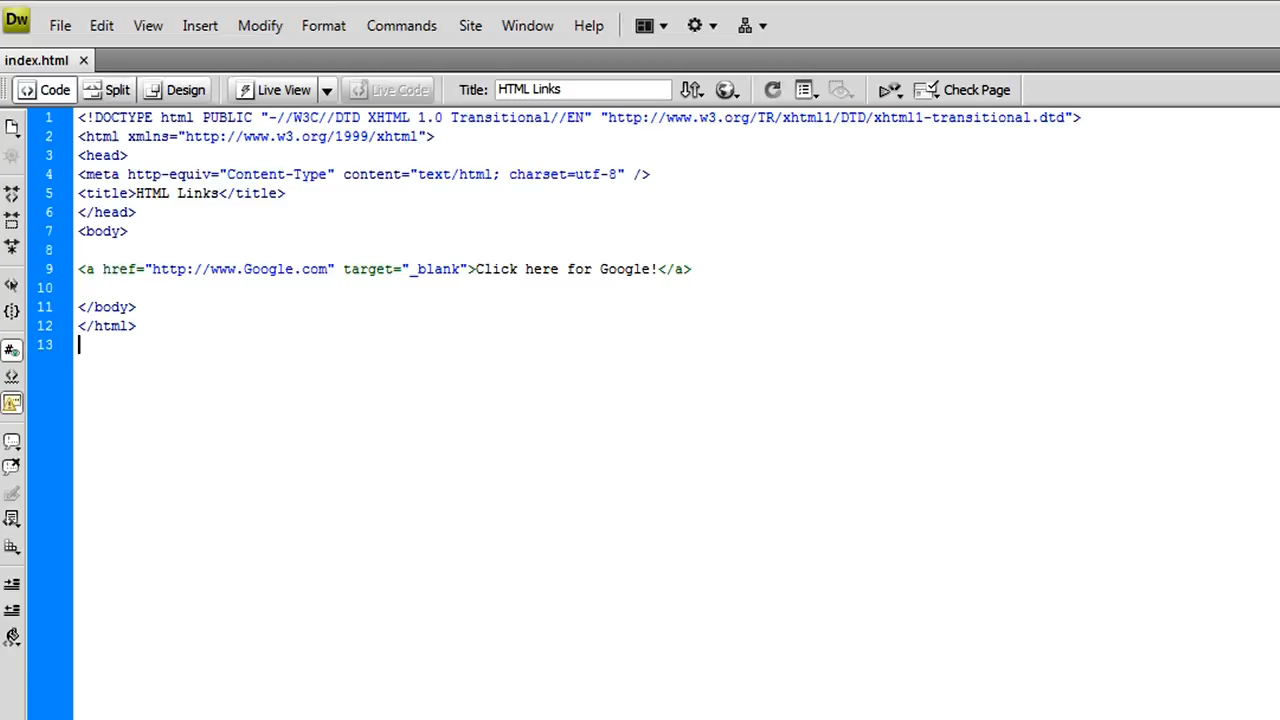 Dw File Edit View Insert Modify Format Commands Site Window Help
index.html ×
Code Split Design Live View Live Code Title: HTML Links Check Page
1 <!DOCTYPE html PUBLIC "-//W3C//DTD XHTML 1.0 Transitional//EN" "http://www.w3.org/TR/xhtml1/DTD/xhtml1-transitional.dtd">
2 <html xmlns="http://www.w3.org/1999/xhtml">
3 <head>
4 <meta http-equiv="Content-Type" content="text/html; charset=utf-8" />
5 <title>HTML Links</title>
6 </head>
7 <body>
8
9 <a href="http://www.Google.com" target="_blank">Click here for Google!</a>
10
11 </body>
12 </html>
13